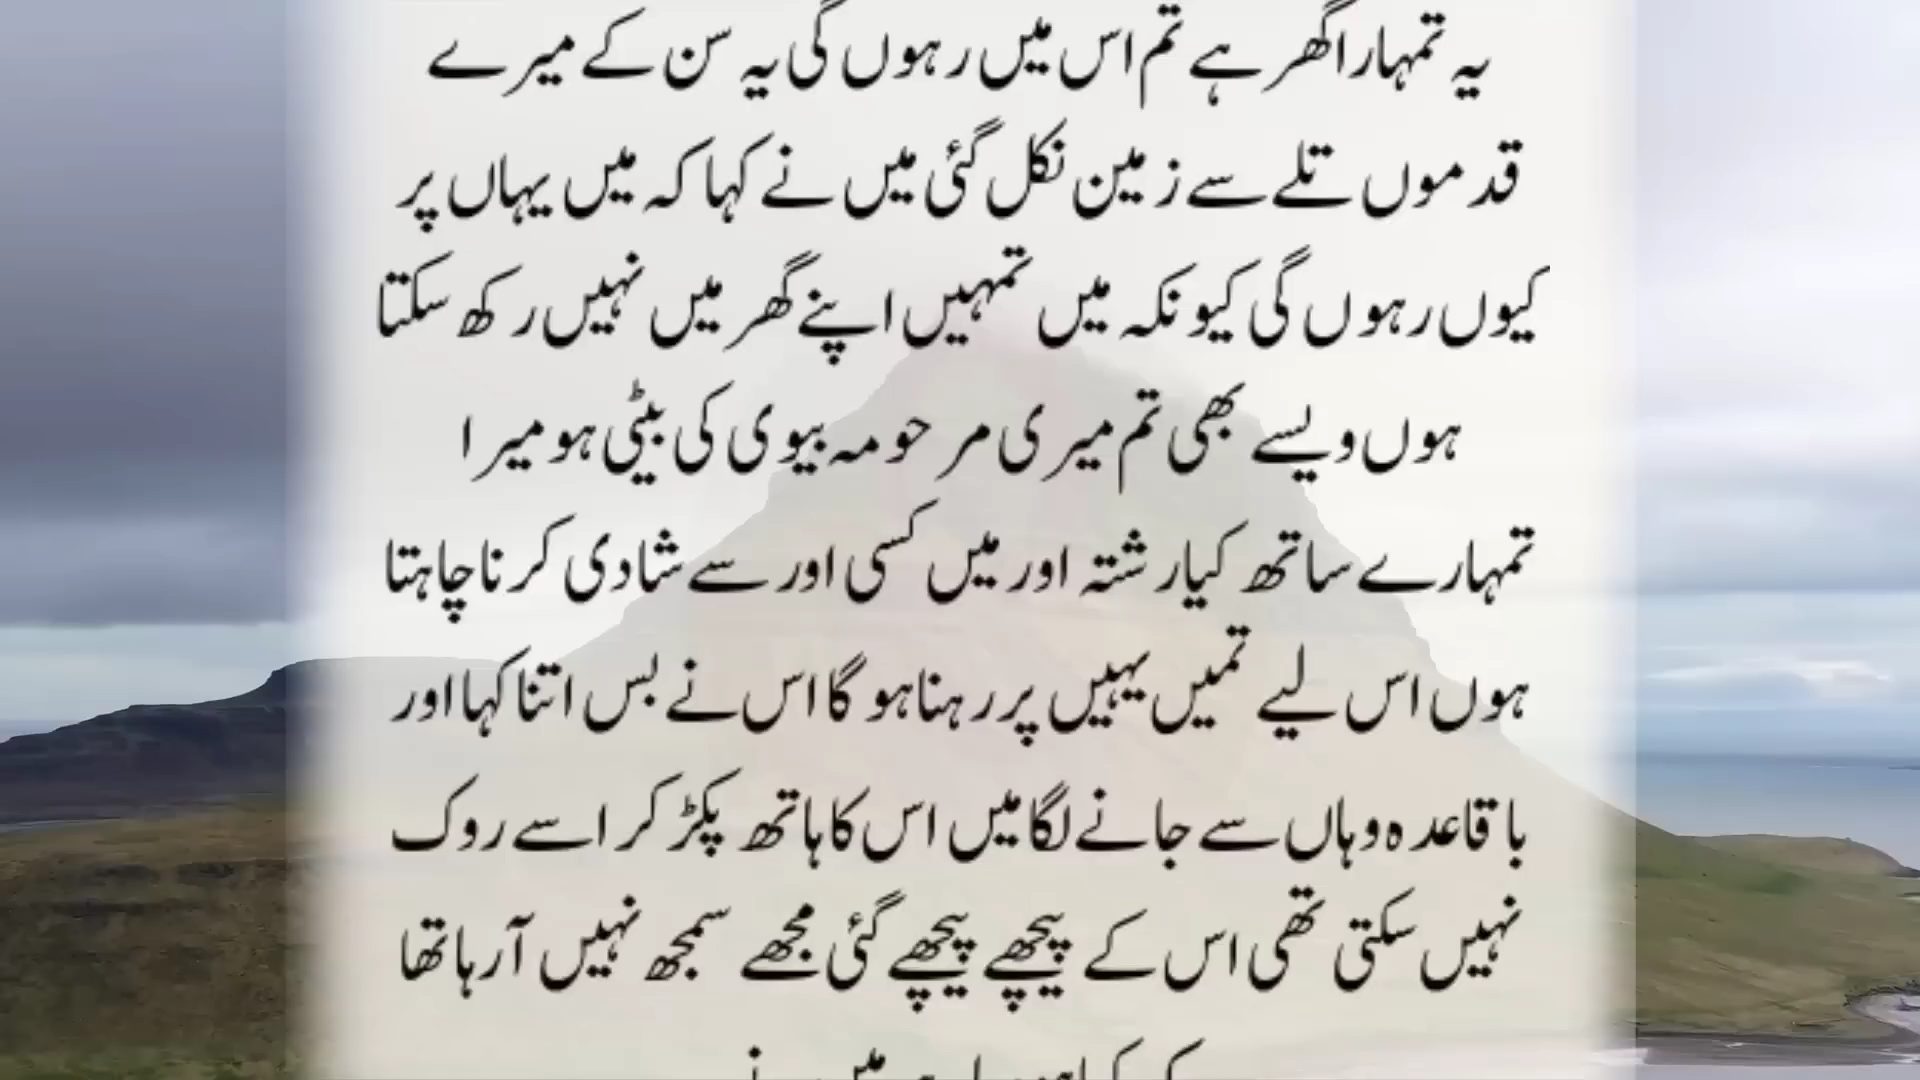 یہ تمہارا گھر ہے تم اس میں رہوں گی یہ سن کے میرے
قدموں تلے سے زمین نکل گئی میں نے کہا کہ میں یہاں پر
کیوں رہوں گی کیونکہ میں تمہیں اپنے گھر میں نہیں رکھ سکتا
ہوں ویسے بھی تم میری مرحومہ بیوی کی بیٹی ہو میرا
تمہارے ساتھ کیا رشتہ اور میں کسی اور سے شادی کرنا چاہتا
ہوں اس لیے تمیں یہیں پر رہنا ہو گا اس نے بس اتنا کہا اور
باقاعدہ وہاں سے جانے لگا میں اس کا ہاتھ پکڑ کر اسے روک
نہیں سکتی تھی اس کے پیچھے پیچھے گئی مجھے سمجھ نہیں آ رہا تھا